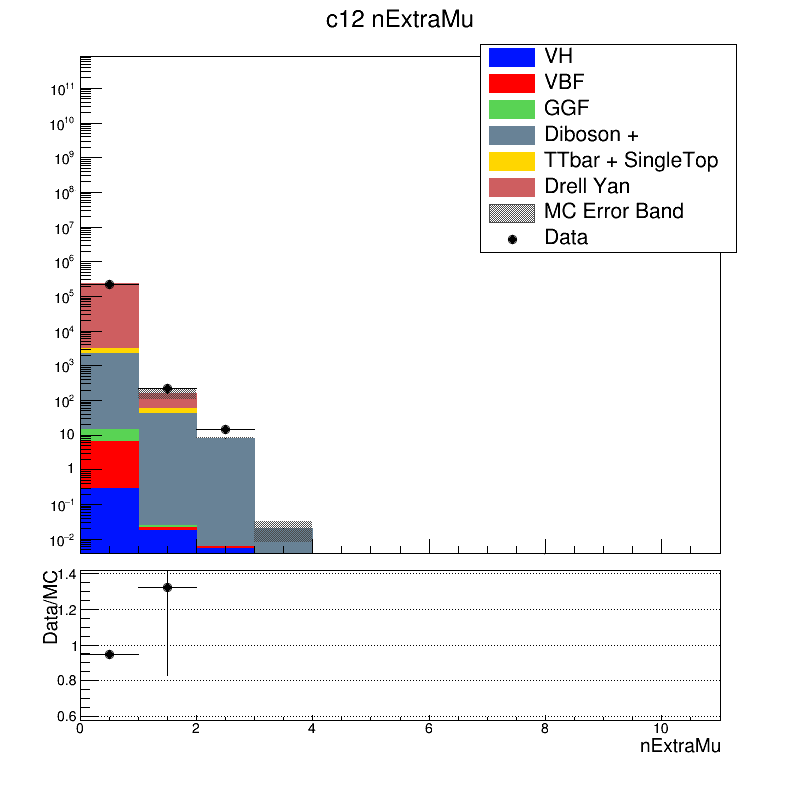 c12 nExtraMu
VH
VBF
GGF
Diboson +
TTbar + SingleTop
Drell Yan
MC Error Band
Data
10¹¹
10¹⁰
10⁹
10⁸
10⁷
10⁶
10⁵
10⁴
10³
10²
10
1
10⁻¹
10⁻²
Data/MC
1.4
1.2
1
0.8
0.6
0 2 4 6 8 10
nExtraMu